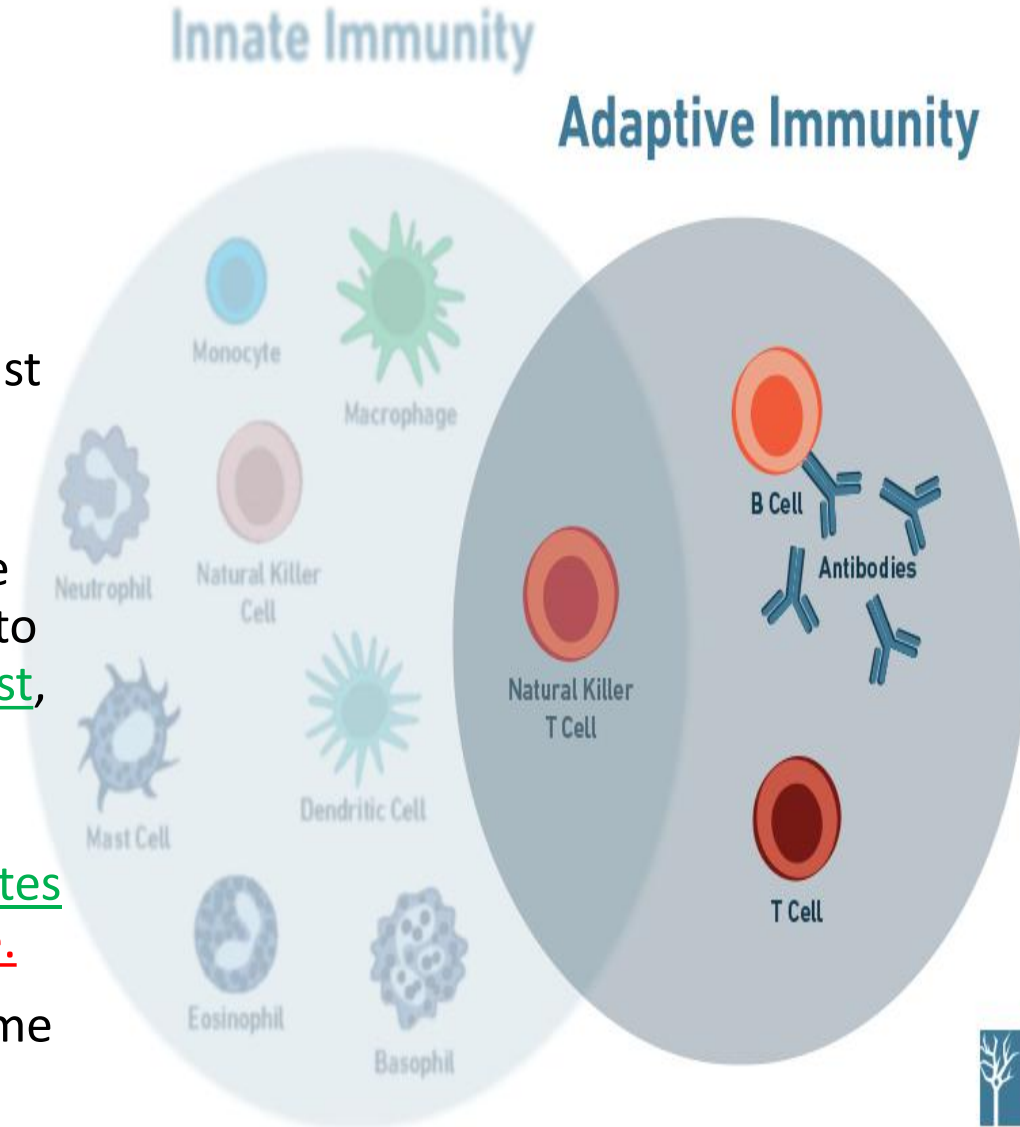 Innate Immunity
Adaptive Immunity
st
Monocyte
Macrophage
B Cell
e
Neutrophil
Natural Killer
Cell
Antibodies
to
st,
Natural Killer
T Cell
Mast Cell
Dendritic Cell
tes
T Cell
.
me
Eosinophil
Basophil